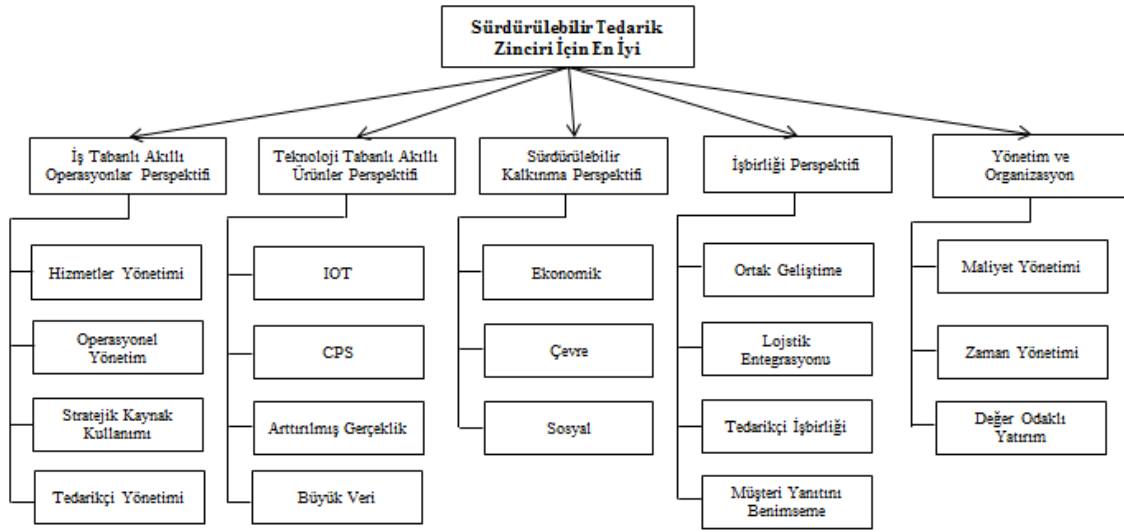 Sürdürülebilir Tedarik
Zinciri İçin En İyi
İş Tabanlı Akıllı
Operasyonlar Perspektifi
Teknoloji Tabanlı Akıllı
Ürünler Perspektifi
Sürdürülebilir
Kalkınma Perspektifi
İşbirliği Perspektifi
Yönetim ve
Organizasyon
Hizmetler Yönetimi
Operasyonel
Yönetim
Stratejik Kaynak
Kullanımı
Tedarikçi Yönetimi
IOT
CPS
Arttırılmış Gerçeklik
Büyük Veri
Ekonomik
Çevre
Sosyal
Ortak Geliştime
Lojstik
Entegrasyonu
Tedarikçi İşbirliği
Müşteri Yanıtını
Benimseme
Maliyet Yönetimi
Zaman Yönetimi
Değer Odaklı
Yatırım